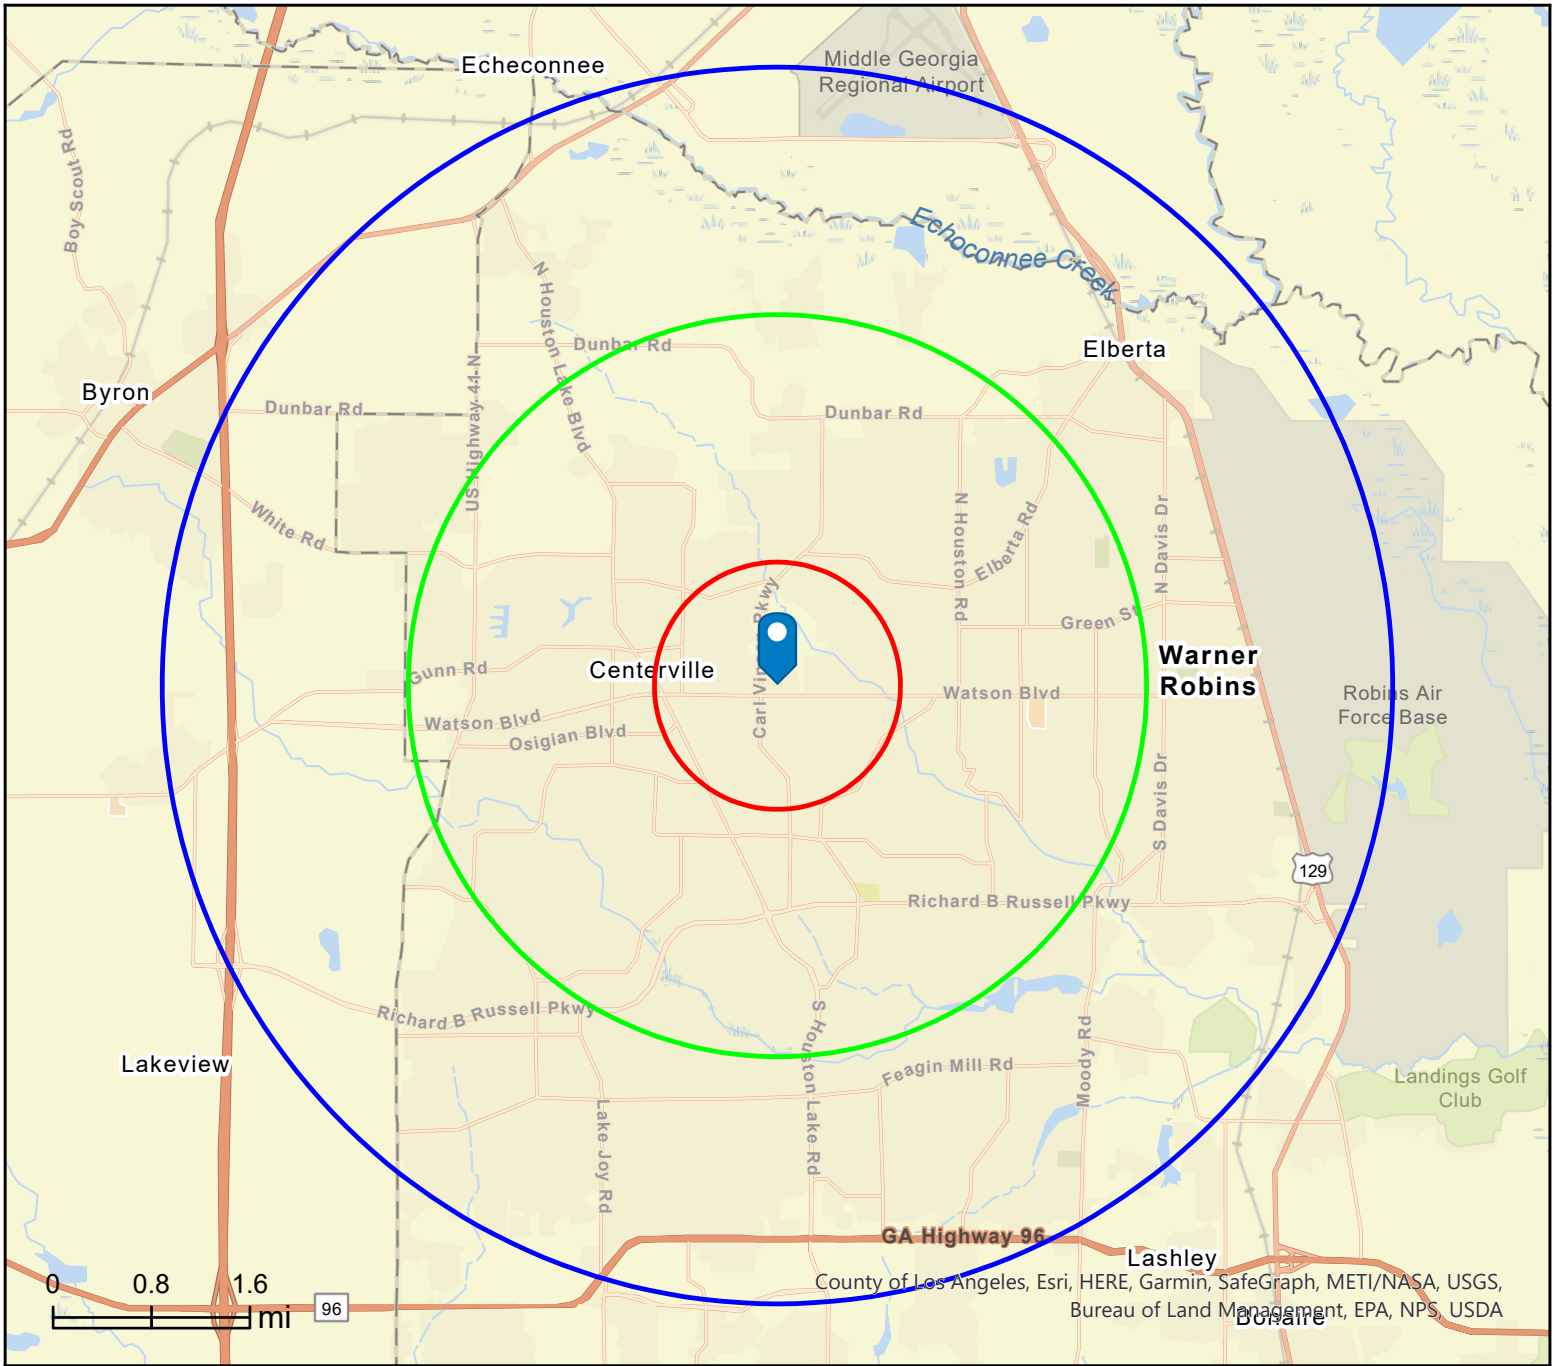 Echeconnee
Middle Georgia
Regional Airport
Boy Scout Rd
Echoconnee Creek
N Houston Lake Blvd
Dunbar Rd
Elberta
US Highway 41 N
Byron
Dunbar Rd
Dunbar Rd
White Rd
N Houston Rd
Elberta Rd
N Davis Dr
Carl Vinson Pkwy
Green St
Gunn Rd
Centerville
Warner
Robins
Watson Blvd
Robins Air
Force Base
Watson Blvd
Osigian Blvd
S Davis Dr
129
Richard B Russell Pkwy
Richard B Russell Pkwy
S Houston Lake Rd
Moody Rd
Lakeview
Feagin Mill Rd
Landings Golf
Club
Lake Joy Rd
GA Highway 96
Lashley
0 0.8 1.6
mi
96
County of Los Angeles, Esri, HERE, Garmin, SafeGraph, METI/NASA, USGS,
Bureau of Land Management, EPA, NPS, USDA
Bonaire